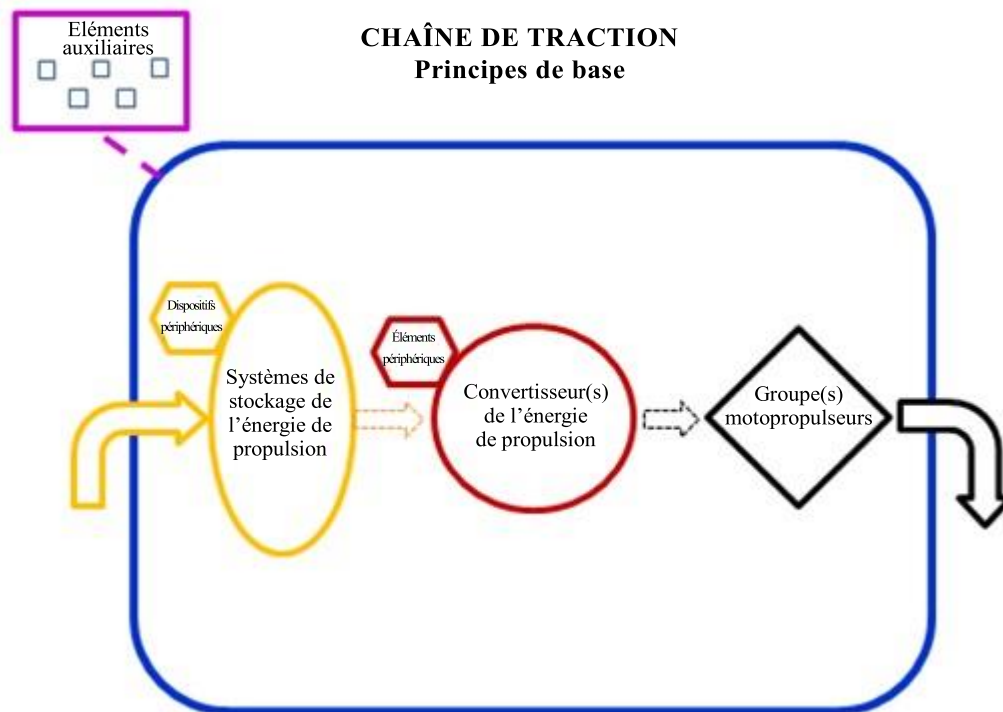 Eléments
auxiliaires
CHAÎNE DE TRACTION
Principes de base
Dispositifs
périphériques
Systèmes de
stockage de
l’énergie de
propulsion
Éléments
périphériques
Convertisseur(s)
de l’énergie
de propulsion
Groupe(s)
motopropulseurs